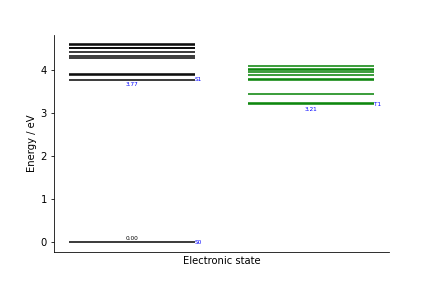 4
3
2
1
0
Energy / eV
S1
3.77
T1
3.21
0.00
S0
Electronic state